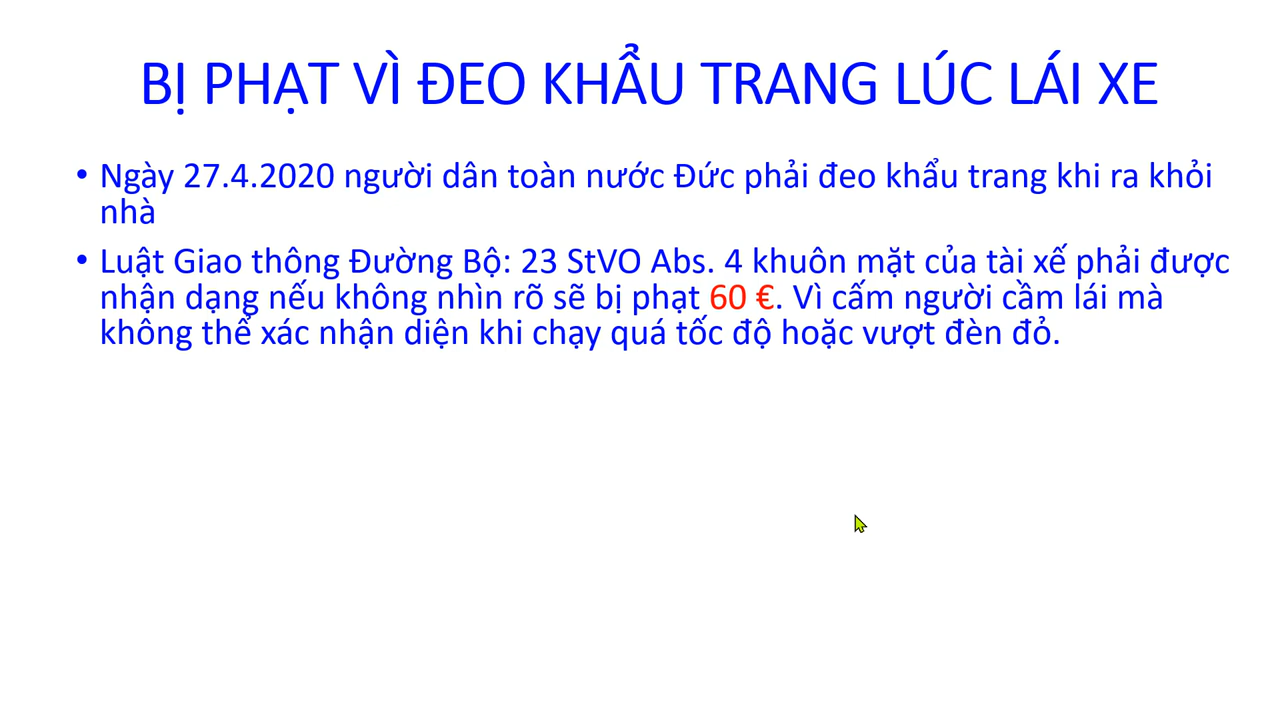 BỊ PHẠT VÌ ĐEO KHẨU TRANG LÚC LÁI XE
• Ngày 27.4.2020 người dân toàn nước Đức phải đeo khẩu trang khi ra khỏi
nhà
• Luật Giao thông Đường Bộ: 23 StVO Abs. 4 khuôn mặt của tài xế phải được
nhận dạng nếu không nhìn rõ sẽ bị phạt 60 €. Vì cấm người cầm lái mà
không thể xác nhận diện khi chạy quá tốc độ hoặc vượt đèn đỏ.